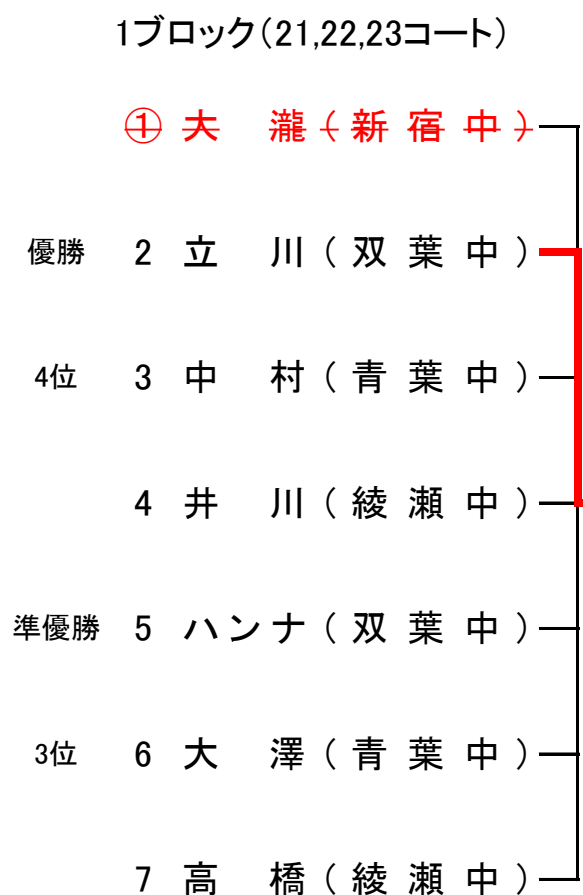 1ブロック(21,22,23コート)
① 大 瀧 ( 新 宿 中 )
優勝 2 立 川 ( 双 葉 中 )
4位 3 中 村 ( 青 葉 中 )
4 井 川 ( 綾 瀬 中 )
準優勝 5 ハンナ ( 双 葉 中 )
3位 6 大 澤 ( 青 葉 中 )
7 高 橋 ( 綾 瀬 中 )